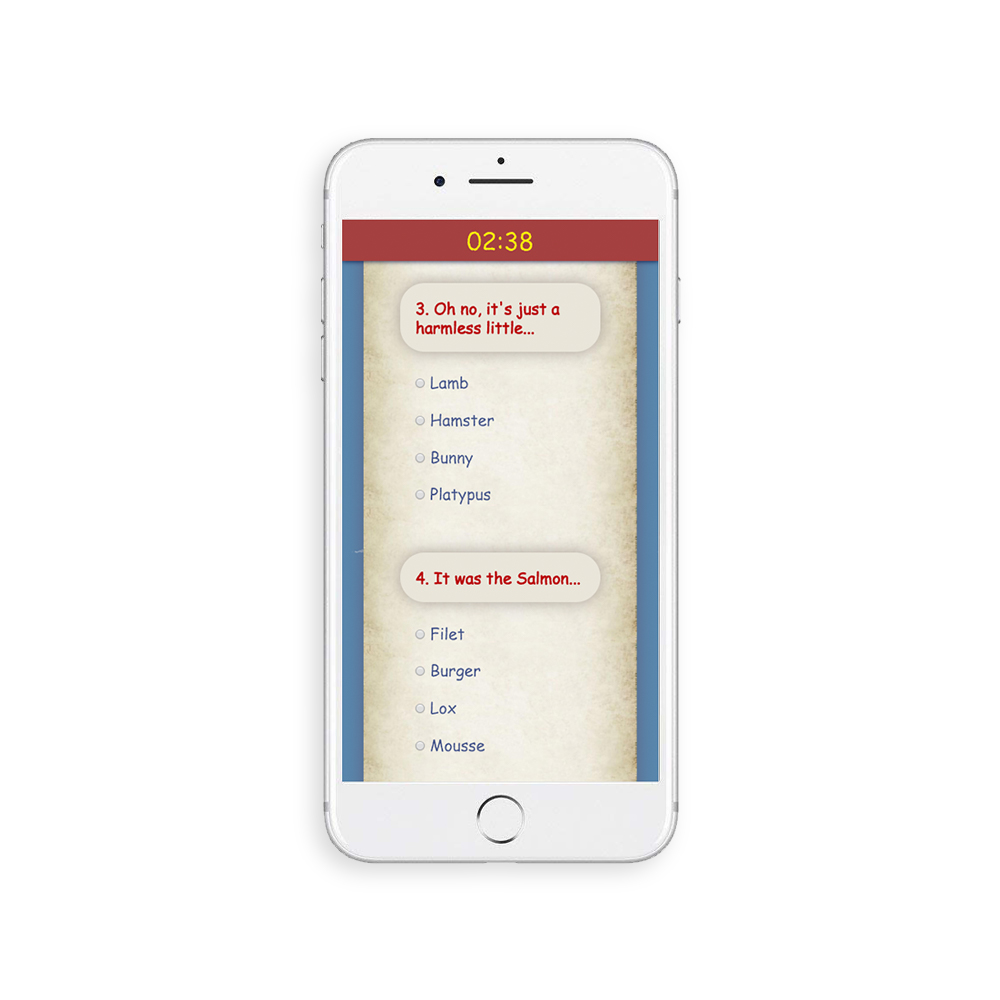 02:38
3. Oh no, it's just a
harmless little...
Lamb
Hamster
Bunny
Platypus
4. It was the Salmon...
Filet
Burger
Lox
Mousse